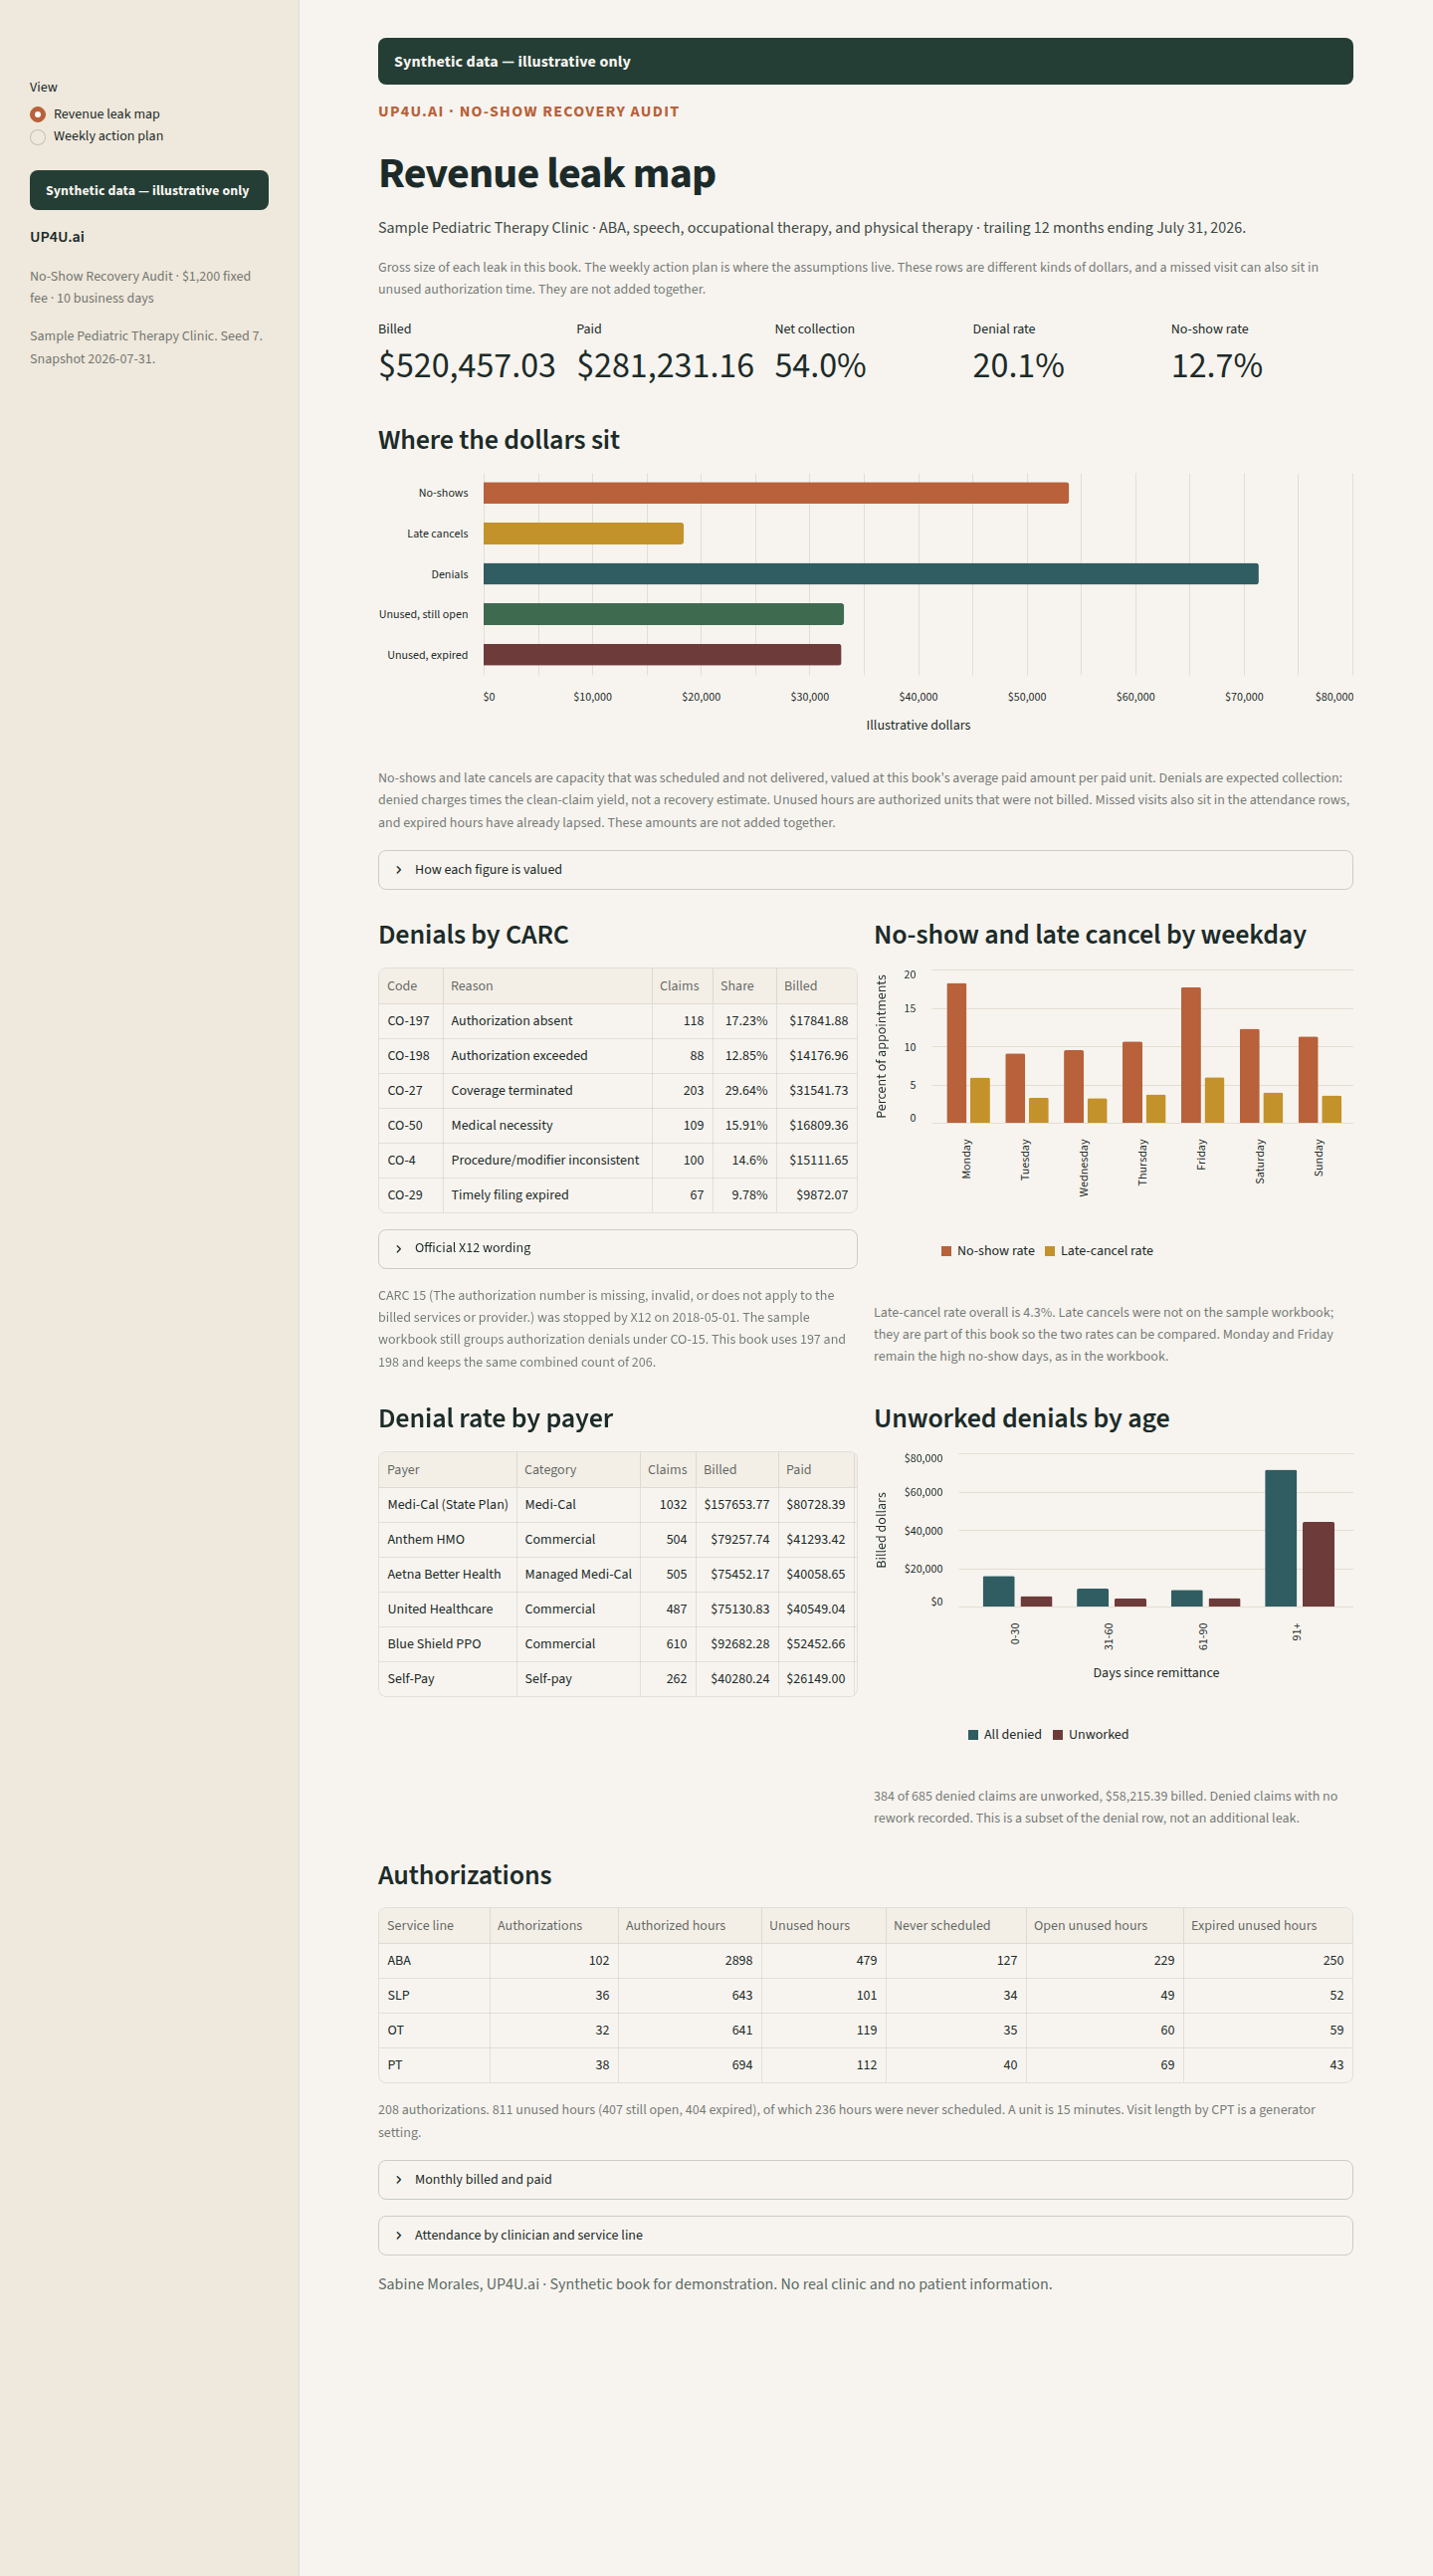 View
Revenue leak map
Weekly action plan
Synthetic data — illustrative only
UP4U.ai
No-Show Recovery Audit · $1,200 fixed
fee · 10 business days
Sample Pediatric Therapy Clinic. Seed 7.
Snapshot 2026-07-31.
Synthetic data — illustrative only
UP4U.AI · NO-SHOW RECOVERY AUDIT
Revenue leak map
Sample Pediatric Therapy Clinic · ABA, speech, occupational therapy, and physical therapy · trailing 12 months ending July 31, 2026.
Gross size of each leak in this book. The weekly action plan is where the assumptions live. These rows are different kinds of dollars, and a missed visit can also sit in
unused authorization time. They are not added together.
Billed Paid Net collection Denial rate No-show rate
$520,457.03 $281,231.16 54.0% 20.1% 12.7%
Where the dollars sit
No-shows
Late cancels
Denials
Unused, still open
Unused, expired
$0 $10,000 $20,000 $30,000 $40,000 $50,000 $60,000 $70,000 $80,000
Illustrative dollars
No-shows and late cancels are capacity that was scheduled and not delivered, valued at this book's average paid amount per paid unit. Denials are expected collection:
denied charges times the clean-claim yield, not a recovery estimate. Unused hours are authorized units that were not billed. Missed visits also sit in the attendance rows,
and expired hours have already lapsed. These amounts are not added together.
How each figure is valued
Denials by CARC
Code Reason Claims Share Billed
CO-197 Authorization absent 118 17.23% $17841.88
CO-198 Authorization exceeded 88 12.85% $14176.96
CO-27 Coverage terminated 203 29.64% $31541.73
CO-50 Medical necessity 109 15.91% $16809.36
CO-4 Procedure/modifier inconsistent 100 14.6% $15111.65
CO-29 Timely filing expired 67 9.78% $9872.07
Official X12 wording
CARC 15 (The authorization number is missing, invalid, or does not apply to the
billed services or provider.) was stopped by X12 on 2018-05-01. The sample
workbook still groups authorization denials under CO-15. This book uses 197 and
198 and keeps the same combined count of 206.
No-show and late cancel by weekday
Percent of appointments
20
15
10
5
0
Monday Tuesday Wednesday Thursday Friday Saturday Sunday
No-show rate Late-cancel rate
Late-cancel rate overall is 4.3%. Late cancels were not on the sample workbook;
they are part of this book so the two rates can be compared. Monday and Friday
remain the high no-show days, as in the workbook.
Denial rate by payer
Payer Category Claims Billed Paid
Medi-Cal (State Plan) Medi-Cal 1032 $157653.77 $80728.39
Anthem HMO Commercial 504 $79257.74 $41293.42
Aetna Better Health Managed Medi-Cal 505 $75452.17 $40058.65
United Healthcare Commercial 487 $75130.83 $40549.04
Blue Shield PPO Commercial 610 $92682.28 $52452.66
Self-Pay Self-pay 262 $40280.24 $26149.00
Unworked denials by age
Billed dollars
$80,000
$60,000
$40,000
$20,000
$0
0-30 31-60 61-90 91+
Days since remittance
All denied Unworked
384 of 685 denied claims are unworked, $58,215.39 billed. Denied claims with no
rework recorded. This is a subset of the denial row, not an additional leak.
Authorizations
Service line Authorizations Authorized hours Unused hours Never scheduled Open unused hours Expired unused hours
ABA 102 2898 479 127 229 250
SLP 36 643 101 34 49 52
OT 32 641 119 35 60 59
PT 38 694 112 40 69 43
208 authorizations. 811 unused hours (407 still open, 404 expired), of which 236 hours were never scheduled. A unit is 15 minutes. Visit length by CPT is a generator
setting.
Monthly billed and paid
Attendance by clinician and service line
Sabine Morales, UP4U.ai · Synthetic book for demonstration. No real clinic and no patient information.